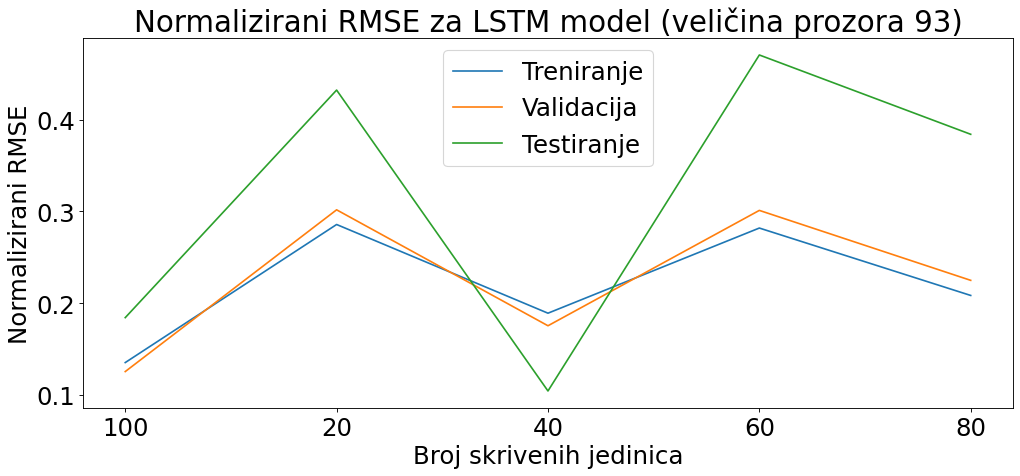 Normalizirani RMSE za LSTM model (veličina prozora 93)
Treniranje
Validacija
Testiranje
Normalizirani RMSE
0.4
0.3
0.2
0.1
100 20 40 60 80
Broj skrivenih jedinica